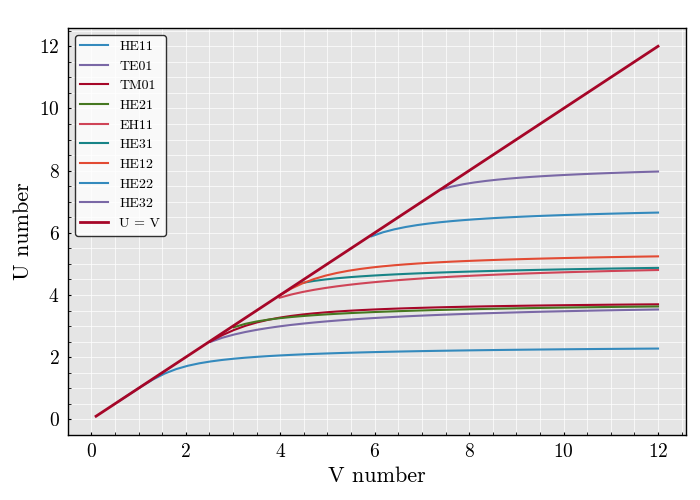 HE11
TE01
TM01
HE21
EH11
HE31
HE12
HE22
HE32
U = V
12
10
8
6
4
2
0
U number
0 2 4 6 8 10 12
V number